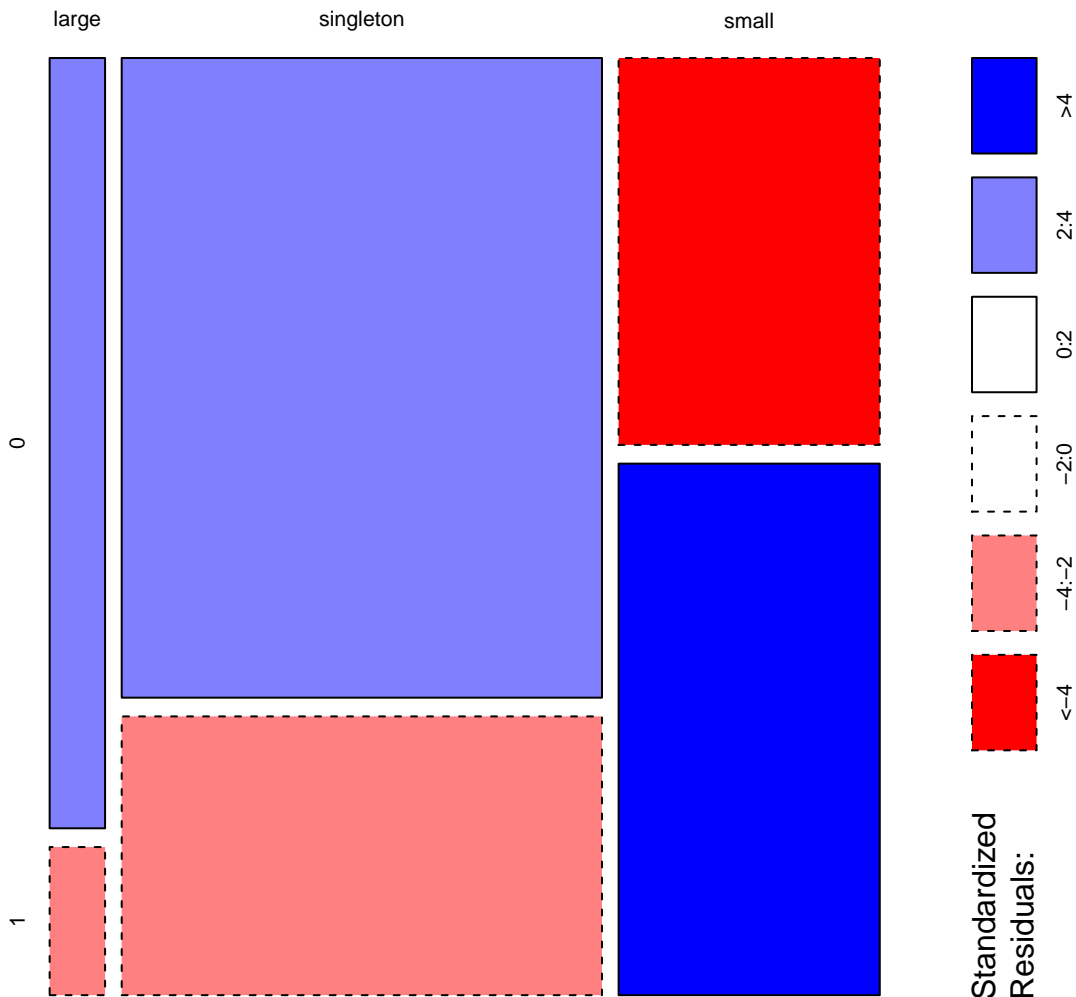 large
singleton
small
0
1
>4
2:4
0:2
−2:0
−4:−2
<−4
Standardized
Residuals: